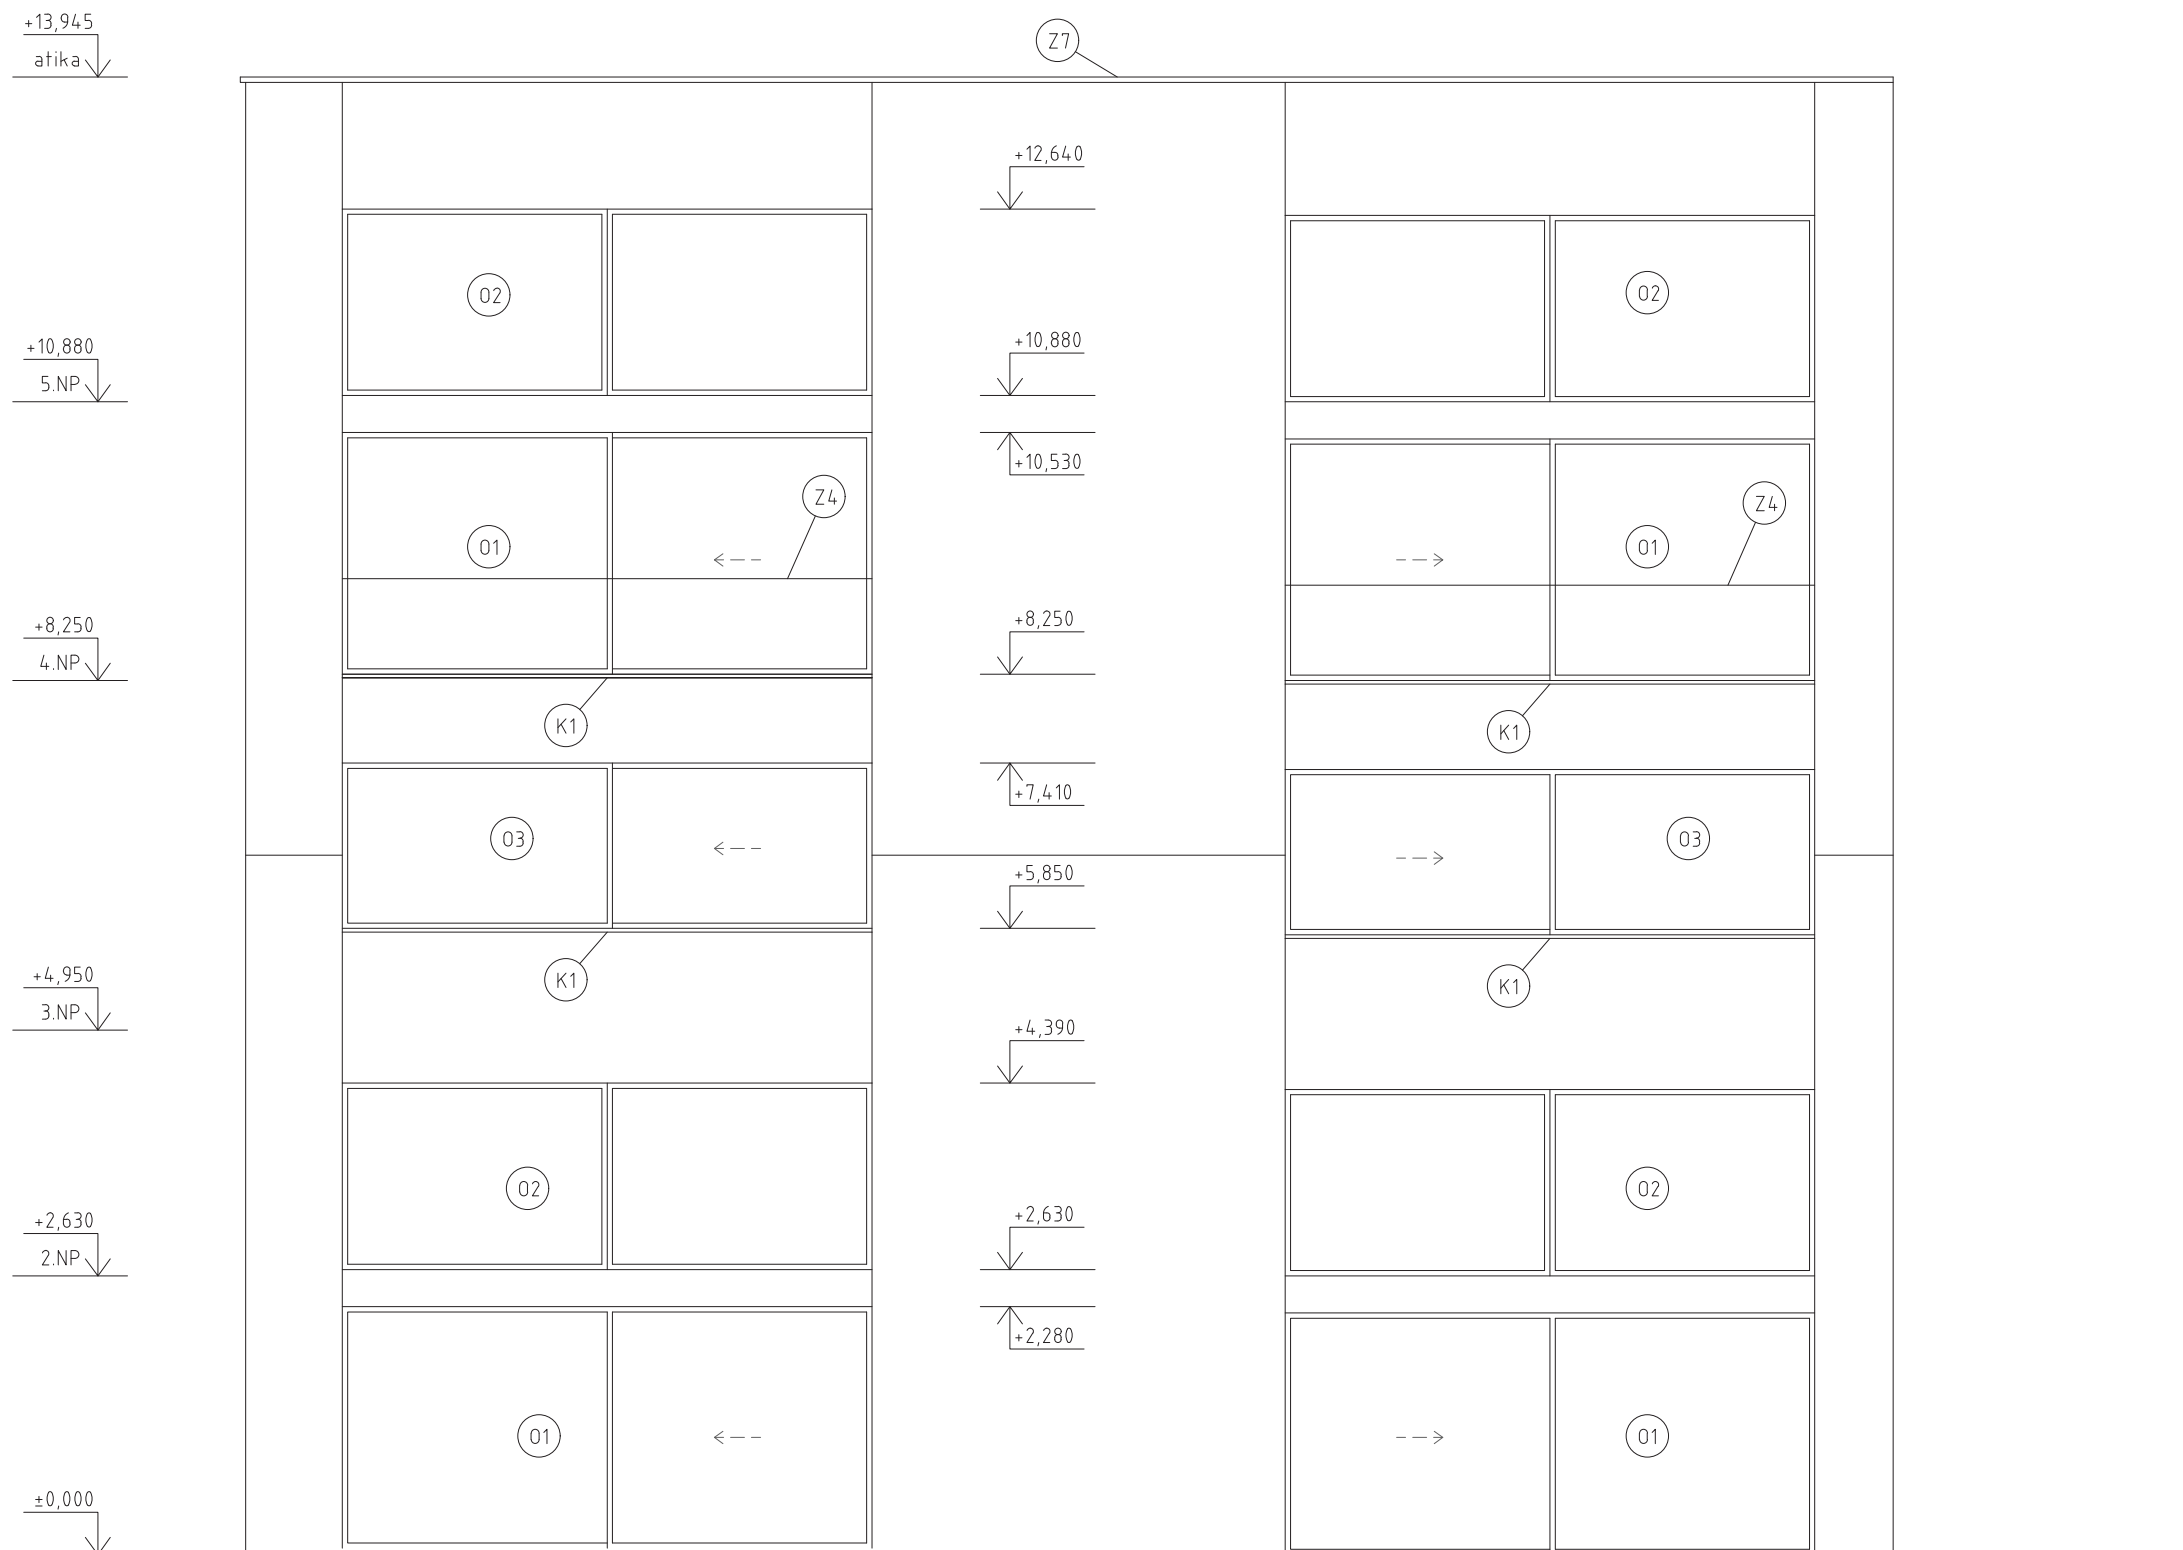 +13,945
atika
Z7
+12,640
O2
O2
+10,880
5.NP
+10,880
+10,530
Z4
Z4
O1
O1
+8,250
4.NP
+8,250
K1
K1
+7,410
O3
O3
+5,850
+4,950
3.NP
K1
K1
+4,390
O2
O2
+2,630
2.NP
+2,630
+2,280
O1
O1
±0,000